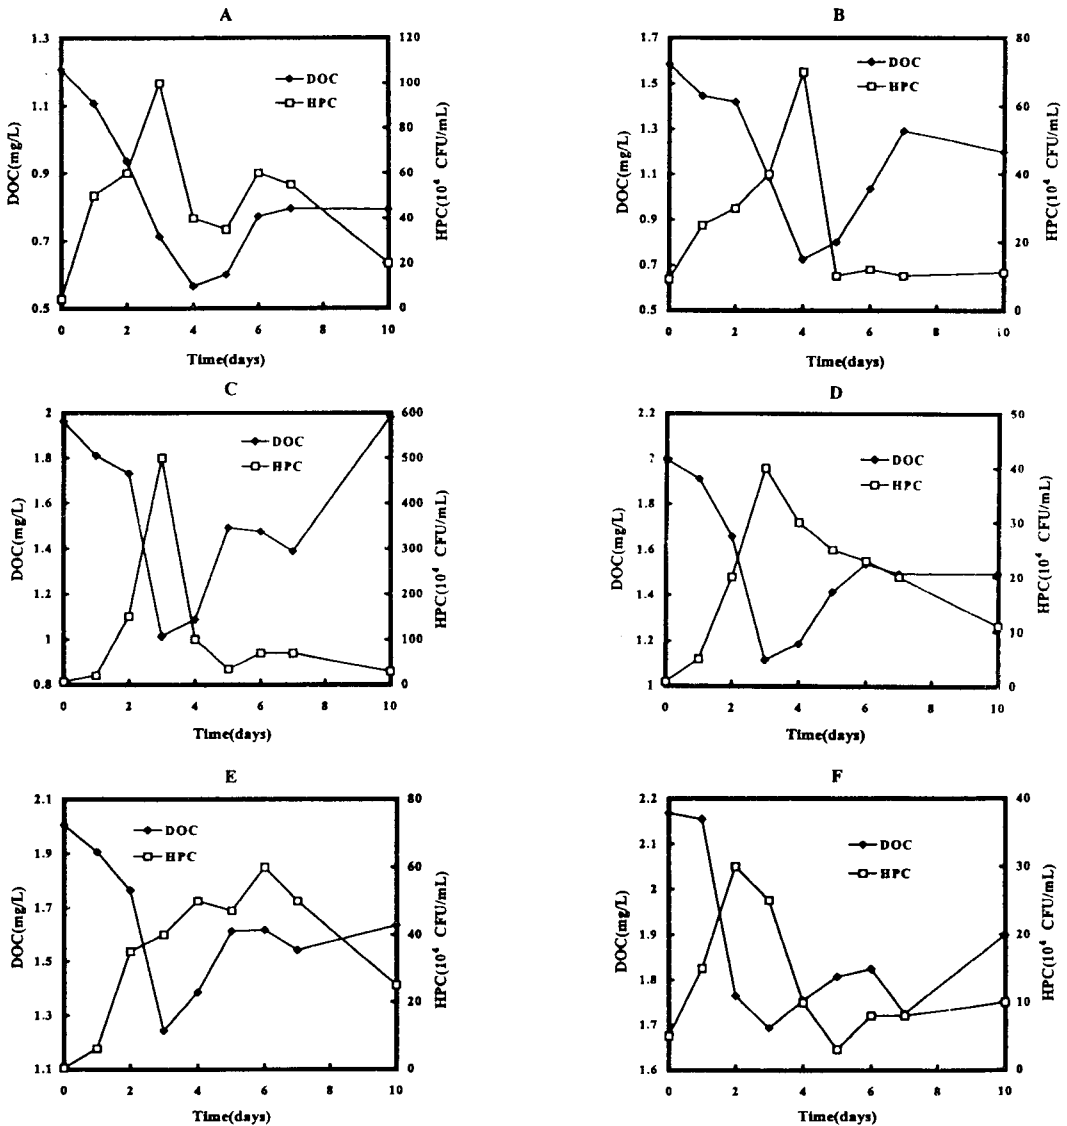 A
1.3
1.1
0.9
0.7
0.5
DOC(mg/L)
120
100
80
60
40
20
0
HPC(10⁴ CFU/mL)
DOC
HPC
0 2 4 6 8 10
Time(days)
B
1.7
1.5
1.3
1.1
0.9
0.7
0.5
DOC(mg/L)
80
60
40
20
0
HPC(10⁴ CFU/mL)
DOC
HPC
0 2 4 6 8 10
Time(days)
C
2
1.8
1.6
1.4
1.2
1
0.8
DOC(mg/L)
600
500
400
300
200
100
0
HPC(10⁴ CFU/mL)
DOC
HPC
0 2 4 6 8 10
Time(days)
D
2.2
2
1.8
1.6
1.4
1.2
1
DOC(mg/L)
50
40
30
20
10
0
HPC(10⁴ CFU/mL)
DOC
HPC
0 2 4 6 8 10
Time(days)
E
2.1
1.9
1.7
1.5
1.3
1.1
DOC(mg/L)
80
60
40
20
0
HPC(10⁴ CFU/mL)
DOC
HPC
0 2 4 6 8 10
Time(days)
F
2.2
2.1
2
1.9
1.8
1.7
1.6
DOC(mg/L)
40
30
20
10
0
HPC(10⁴ CFU/mL)
DOC
HPC
0 2 4 6 8 10
Time(days)